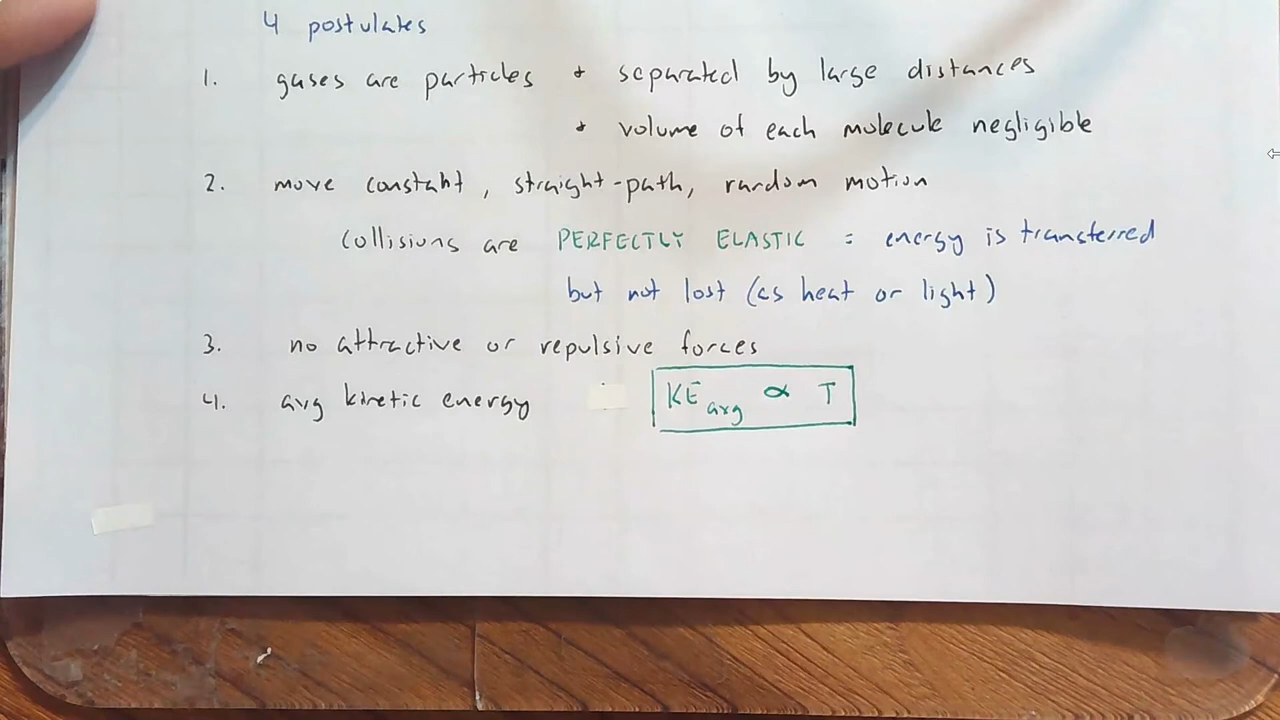 4 postulates
1. gases are particles * separated by large distances
* volume of each molecule negligible
2. move constant, straight-path, random motion
collisions are PERFECTLY ELASTIC = energy is transferred
but not lost (as heat or light)
3. no attractive or repulsive forces
4. avg kinetic energy KE avg ∝ T